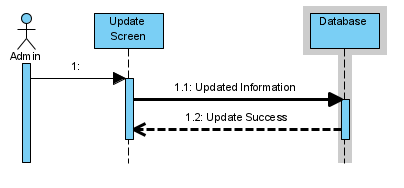 Update
Screen
Database
Admin
1:
1.1: Updated Information
1.2: Update Success